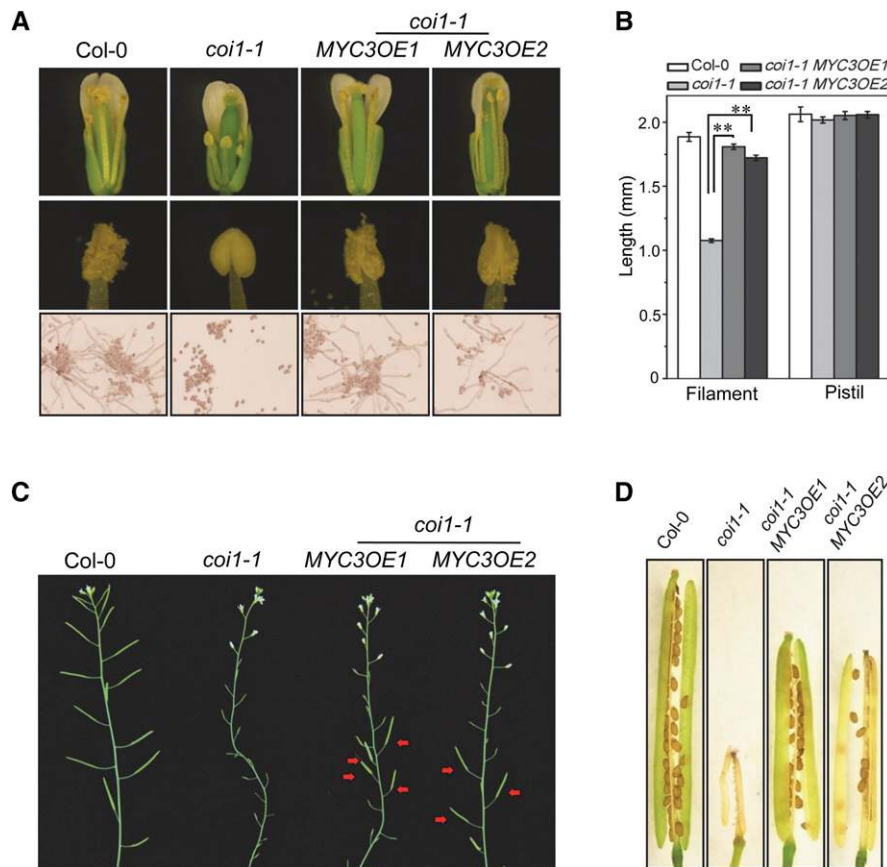 A
coi1-1
Col-0 coi1-1 MYC3OE1 MYC3OE2
B
Col-0 coi1-1 MYC3OE1
coi1-1 coi1-1 MYC3OE2
**
**
2.0
1.5
1.0
0.5
0
Length (mm)
Filament Pistil
C
coi1-1
Col-0 coi1-1 MYC3OE1 MYC3OE2
D
Col-0
coi1-1
coi1-1
MYC3OE1
coi1-1
MYC3OE2